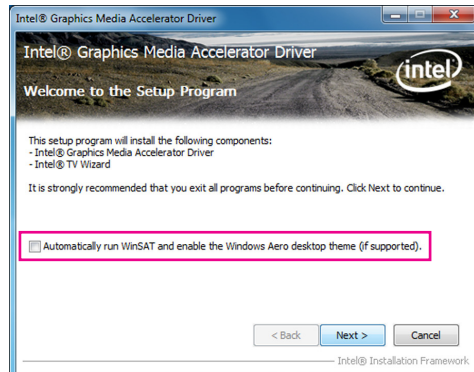 Intel® Graphics Media Accelerator Driver
Intel® Graphics Media Accelerator Driver
intel
Welcome to the Setup Program
This setup program will install the following components:
- Intel® Graphics Media Accelerator Driver
- Intel® TV Wizard
It is strongly recommended that you exit all programs before continuing. Click Next to continue.
Automatically run WinSAT and enable the Windows Aero desktop theme (if supported).
< Back
Next >
Cancel
Intel® Installation Framework